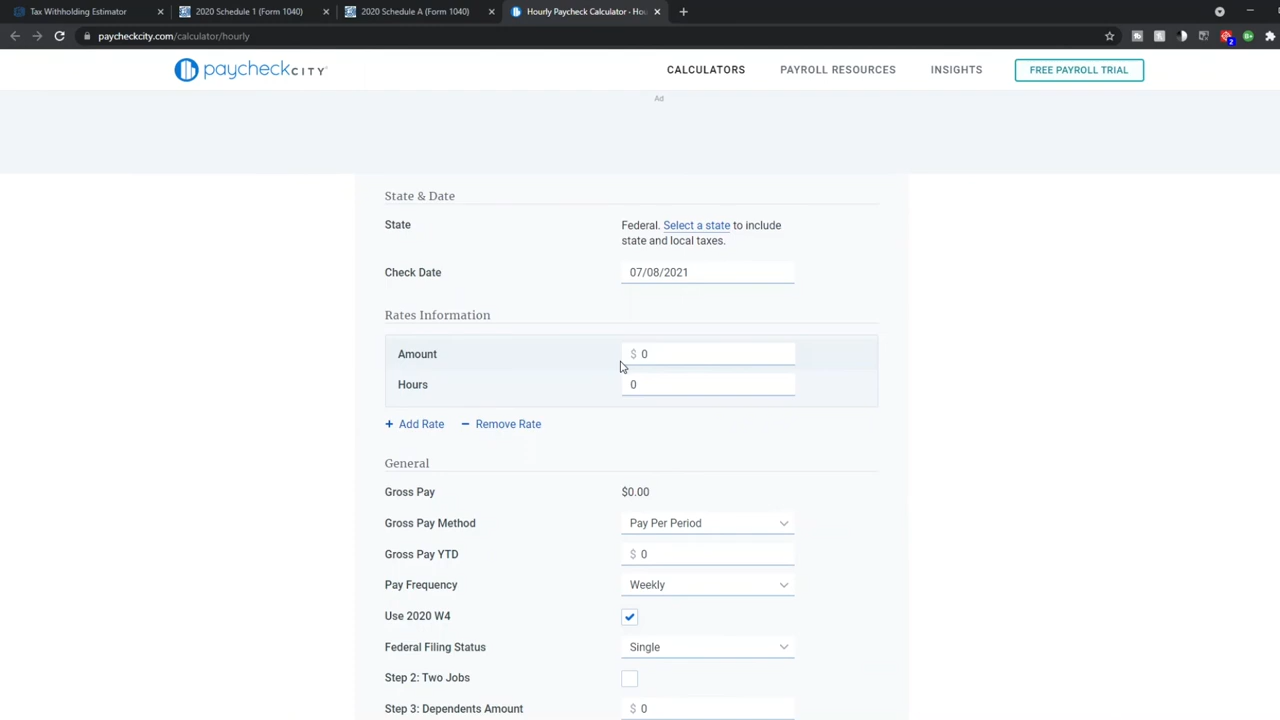 Tax Withholding Estimator
2020 Schedule 1 (Form 1040)
2020 Schedule A (Form 1040)
Hourly Paycheck Calculator - Hou
paycheckcity.com/calculator/hourly
2
paycheckCITY
CALCULATORS
PAYROLL RESOURCES
INSIGHTS
FREE PAYROLL TRIAL
Ad
State & Date
State
Federal. Select a state to include
state and local taxes.
Check Date
07/08/2021
Rates Information
Amount
$ 0
Hours
0
+ Add Rate
− Remove Rate
General
Gross Pay
$0.00
Gross Pay Method
Pay Per Period
Gross Pay YTD
$ 0
Pay Frequency
Weekly
Use 2020 W4
Federal Filing Status
Single
Step 2: Two Jobs
Step 3: Dependents Amount
$ 0